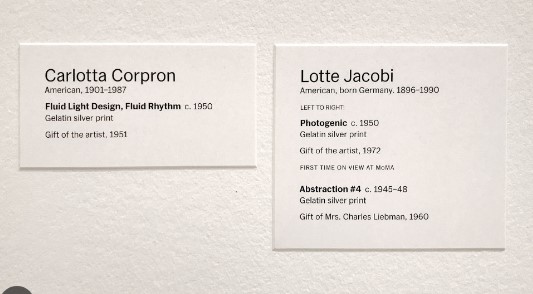 Carlotta Corpron
American, 1901–1987
Fluid Light Design, Fluid Rhythm c. 1950
Gelatin silver print
Gift of the artist, 1951
Lotte Jacobi
American, born Germany. 1896–1990
LEFT TO RIGHT:
Photogenic c. 1950
Gelatin silver print
Gift of the artist, 1972
FIRST TIME ON VIEW AT MoMA
Abstraction #4 c. 1945–48
Gelatin silver print
Gift of Mrs. Charles Liebman, 1960